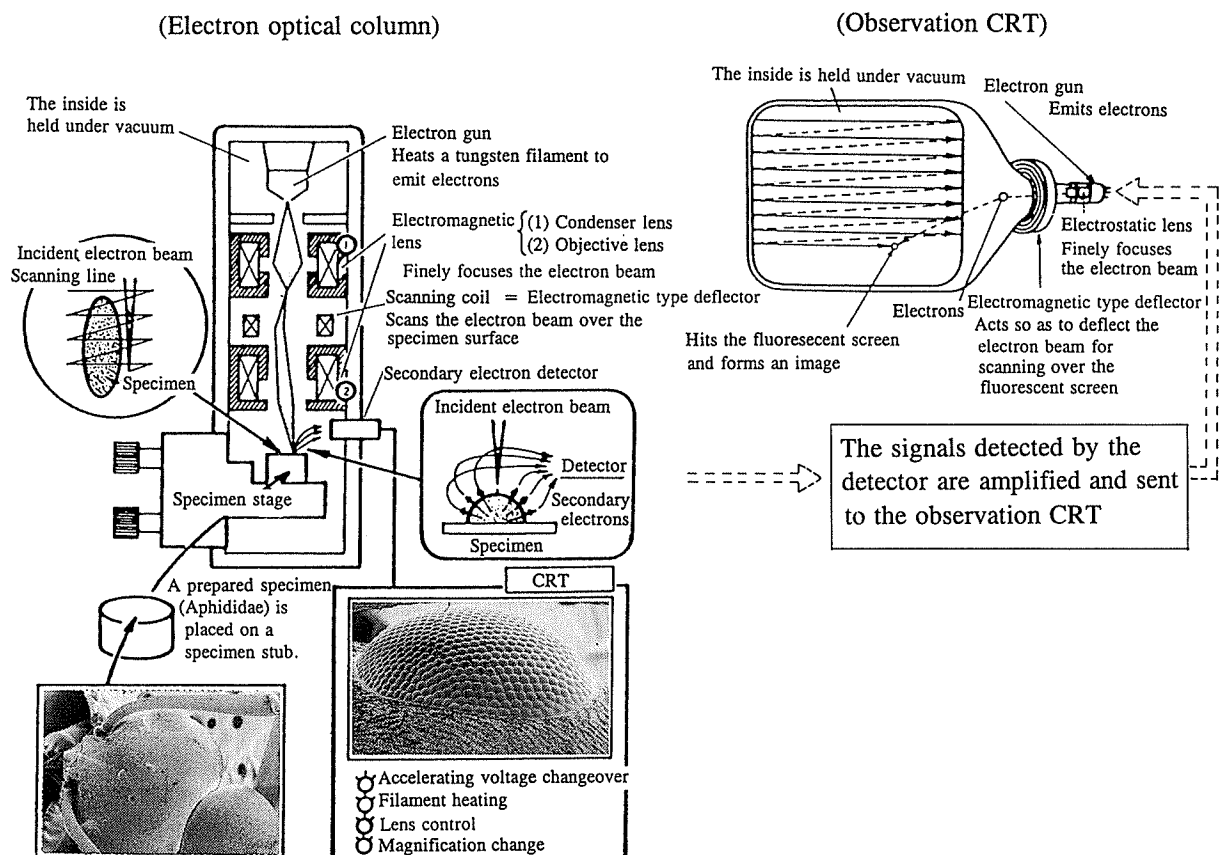 (Electron optical column)
The inside is
held under vacuum
Electron gun
Heats a tungsten filament to
emit electrons
Electromagnetic
lens
(1) Condenser lens
(2) Objective lens
Finely focuses the electron beam
1
Incident electron beam
Scanning line
Specimen
Scanning coil = Electromagnetic type deflector
Scans the electron beam over the
specimen surface
2
Secondary electron detector
Incident electron beam
Detector
Secondary
electrons
Specimen
Specimen stage
A prepared specimen
(Aphididae) is
placed on a
specimen stub.
CRT
Accelerating voltage changeover
Filament heating
Lens control
Magnification change
(Observation CRT)
The inside is held under vacuum
Electron gun
Emits electrons
Electrostatic lens
Finely focuses
the electron beam
Electrons
Electromagnetic type deflector
Acts so as to deflect the
electron beam for
scanning over the
fluorescent screen
Hits the fluoresecent screen
and forms an image
The signals detected by the
detector are amplified and sent
to the observation CRT